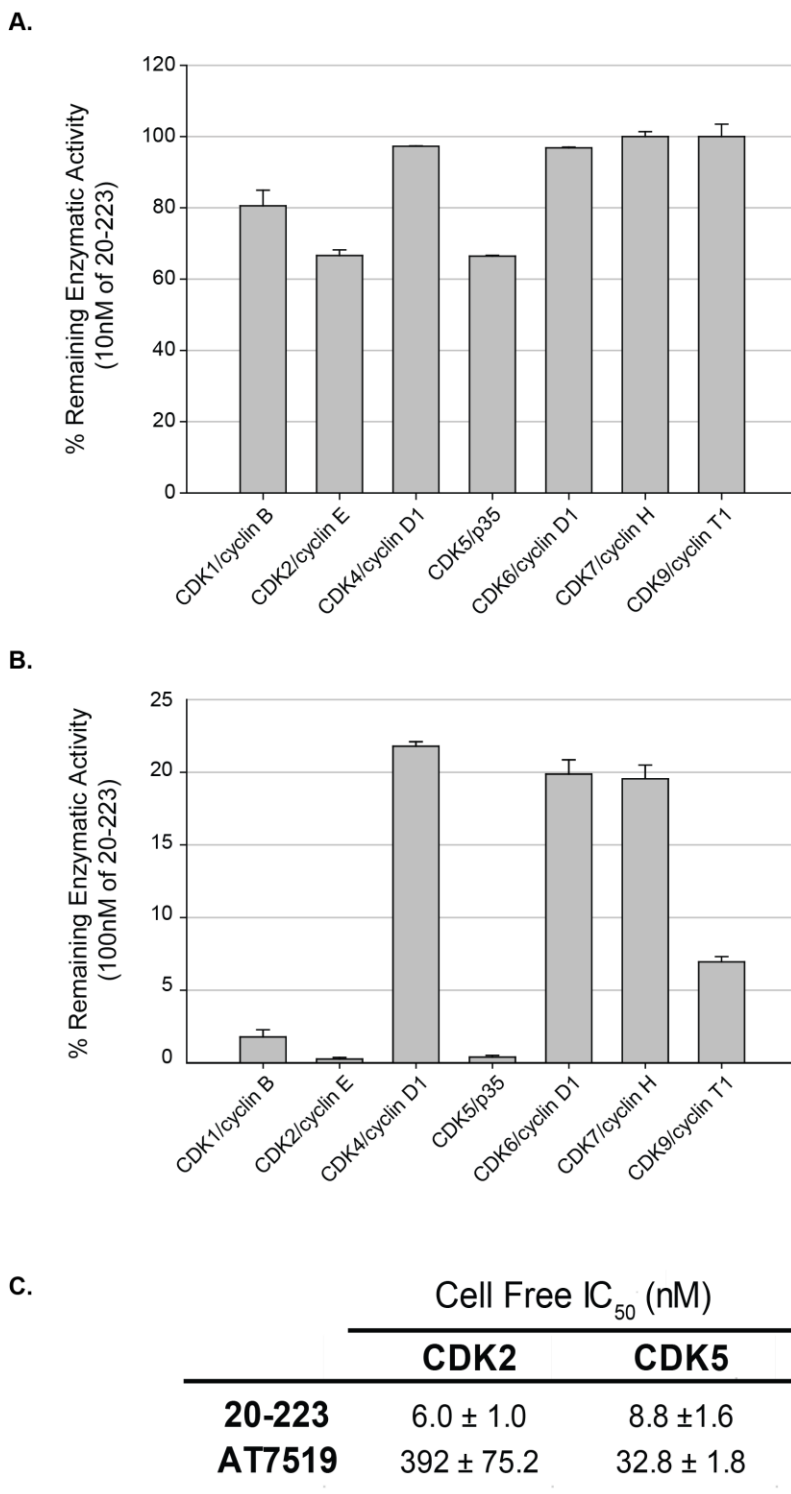 A.
% Remaining Enzymatic Activity
(10nM of 20-223)
120
100
80
60
40
20
0
CDK1/cyclin B
CDK2/cyclin E
CDK4/cyclin D1
CDK5/p35
CDK6/cyclin D1
CDK7/cyclin H
CDK9/cyclin T1
B.
% Remaining Enzymatic Activity
(100nM of 20-223)
25
20
15
10
5
0
CDK1/cyclin B
CDK2/cyclin E
CDK4/cyclin D1
CDK5/p35
CDK6/cyclin D1
CDK7/cyclin H
CDK9/cyclin T1
C.
Cell Free IC50 (nM)
CDK2 CDK5
20-223 6.0 ± 1.0 8.8 ±1.6
AT7519 392 ± 75.2 32.8 ± 1.8